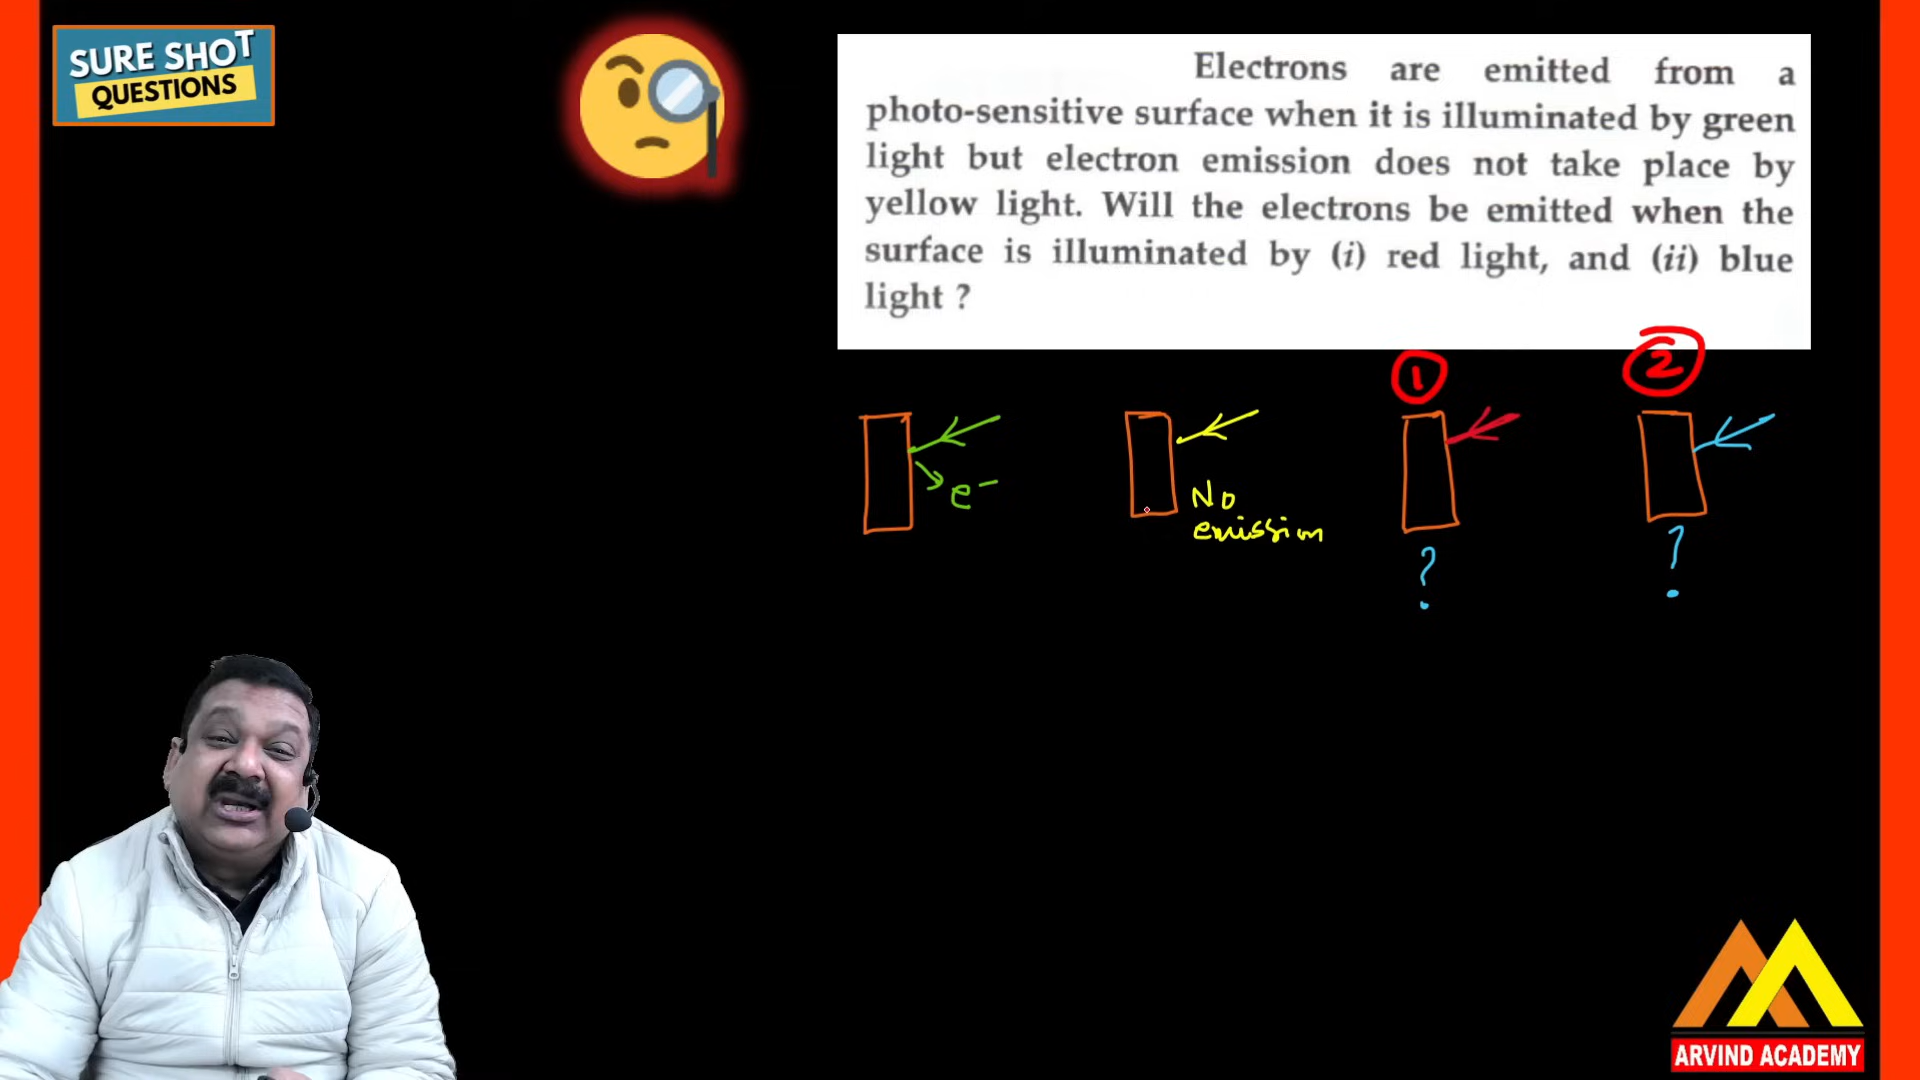 SURE SHOT
QUESTIONS
Electrons are emitted from a
photo-sensitive surface when it is illuminated by green
light but electron emission does not take place by
yellow light. Will the electrons be emitted when the
surface is illuminated by (i) red light, and (ii) blue
light ?
1
2
e-
No
emission
?
?
ARVIND ACADEMY